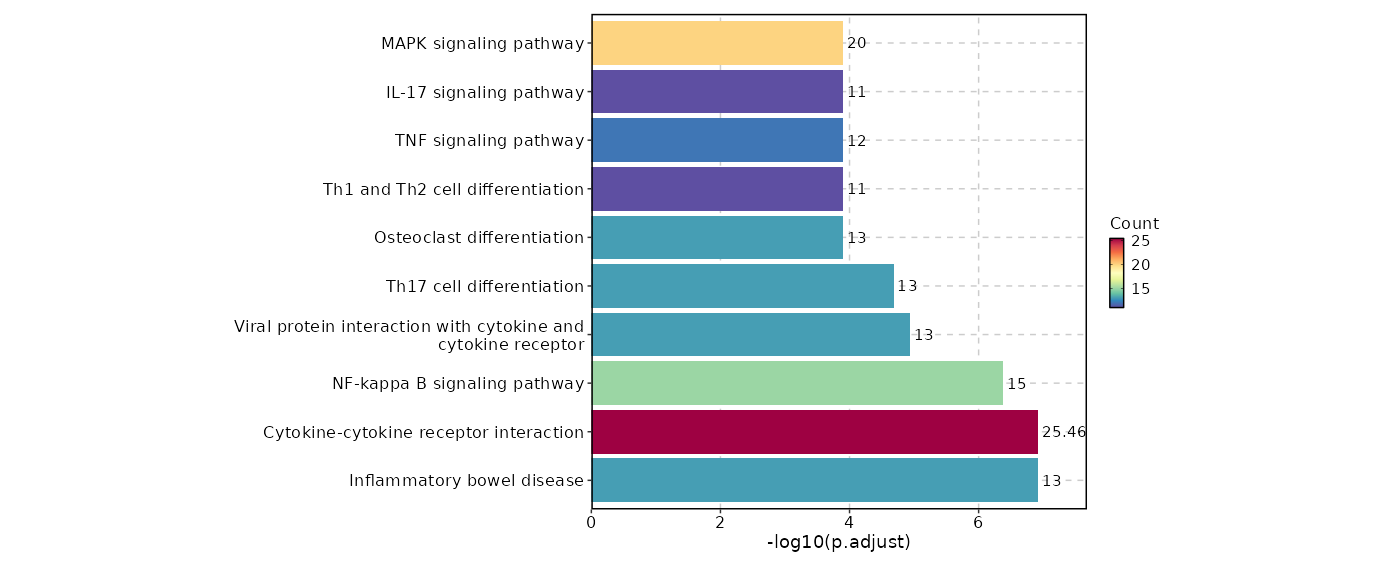 MAPK signaling pathway
20
IL-17 signaling pathway
11
TNF signaling pathway
12
Th1 and Th2 cell differentiation
11
Osteoclast differentiation
13
Th17 cell differentiation
13
Viral protein interaction with cytokine and
cytokine receptor
13
NF-kappa B signaling pathway
15
Cytokine-cytokine receptor interaction
25.46
Inflammatory bowel disease
13
0
2
4
6
-log10(p.adjust)
Count
25
20
15